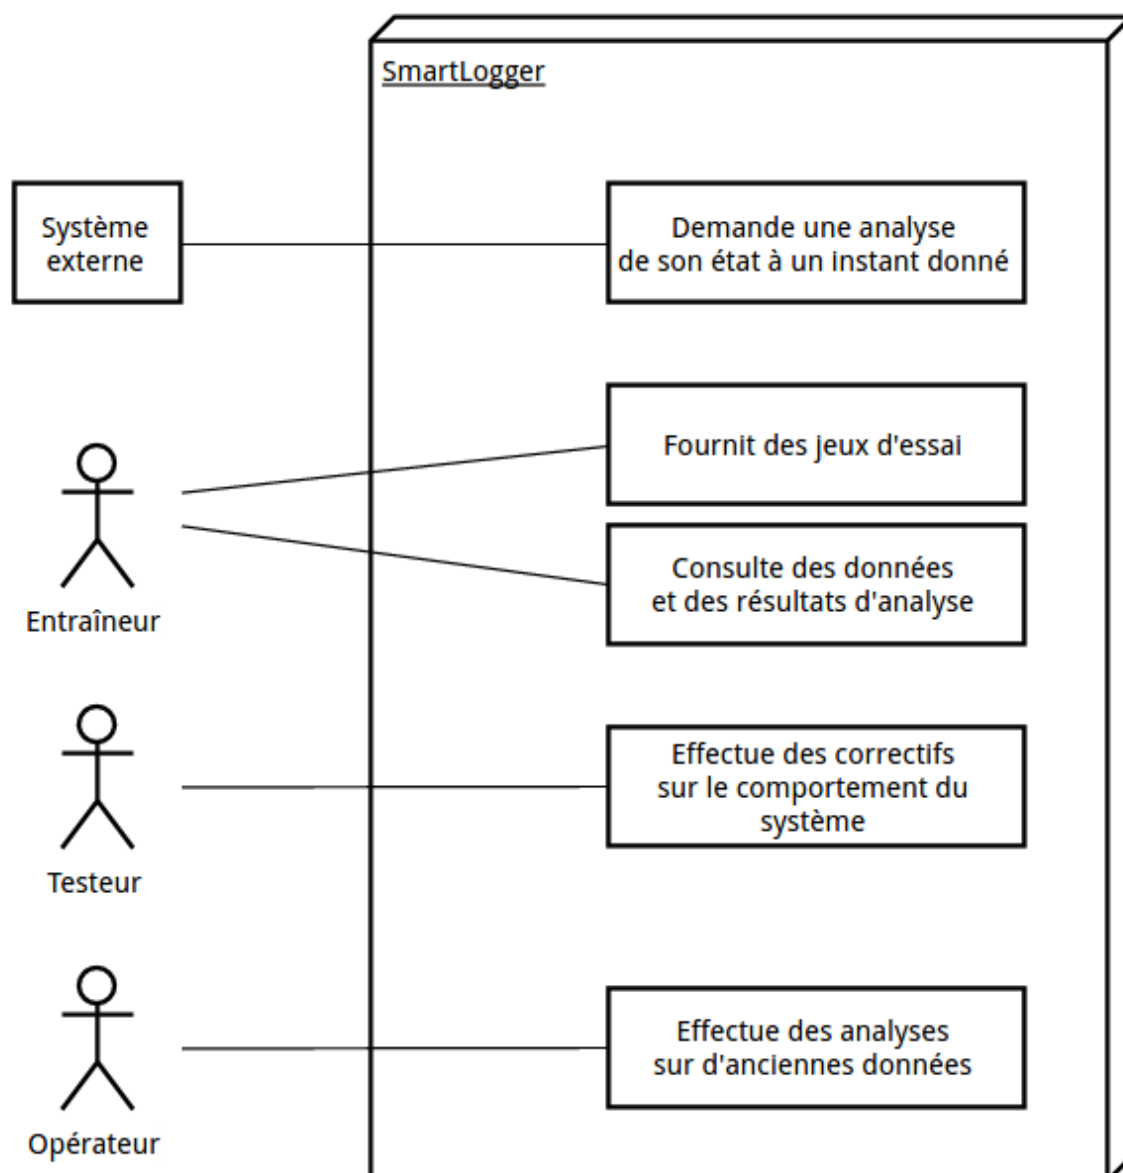 SmartLogger
Système
externe
Demande une analyse
de son état à un instant donné
Fournit des jeux d'essai
Entraîneur
Consulte des données
et des résultats d'analyse
Testeur
Effectue des correctifs
sur le comportement du
système
Opérateur
Effectue des analyses
sur d'anciennes données